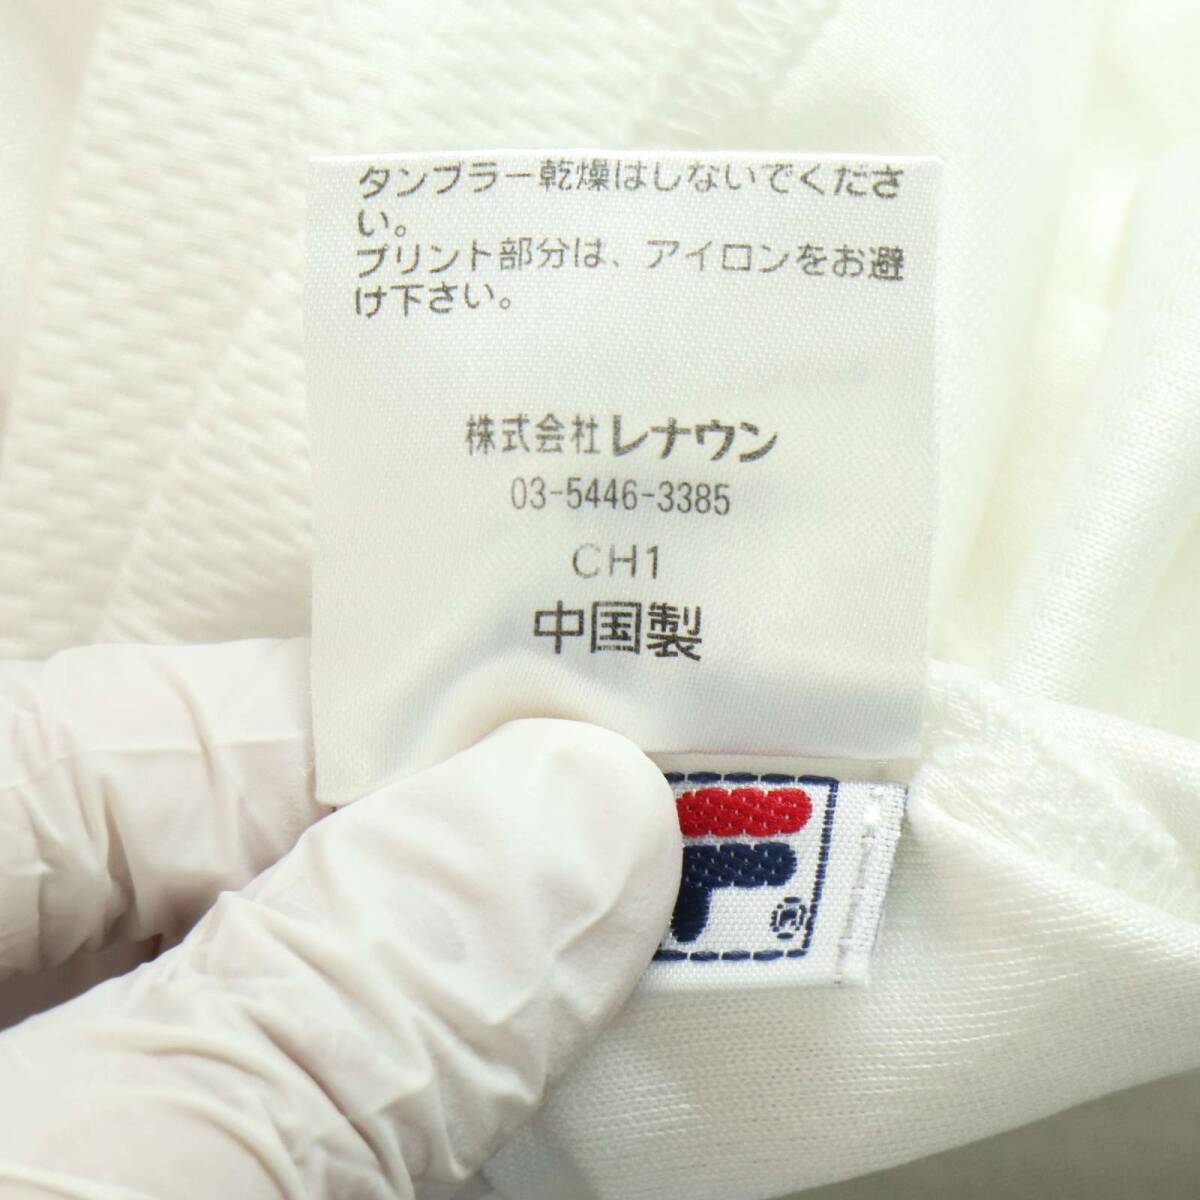 タンブラー乾燥はしないでくださ
い。
プリント部分は、アイロンをお避
け下さい。
株式会社レナウン
03-5446-3385
CH1
中国製
®